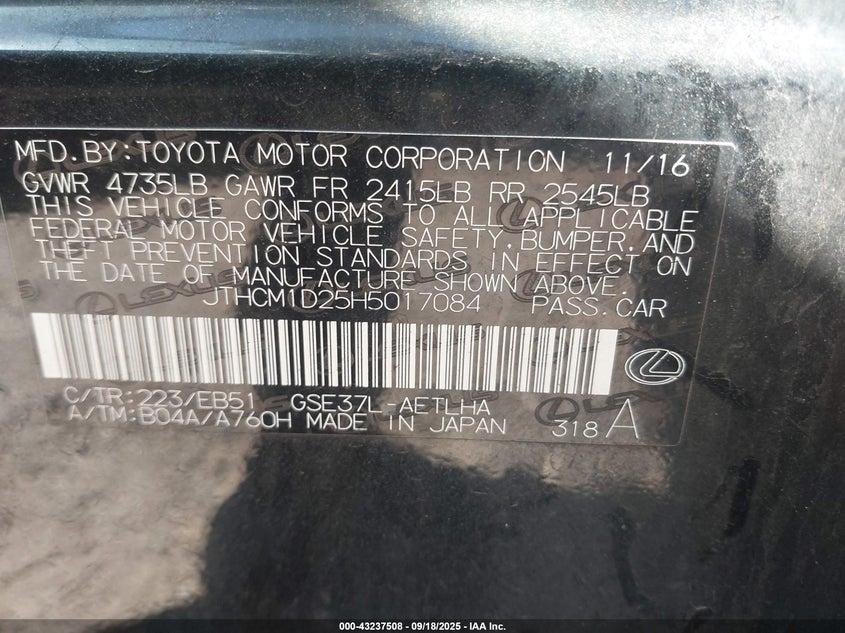 MFD.BY:TOYOTA MOTOR CORPORATION 11/16
GVWR 4735LB GAWR FR 2415LB RR 2545LB
THIS VEHICLE CONFORMS TO ALL APPLICABLE
FEDERAL MOTOR VEHICLE SAFETY,BUMPER,AND
THEFT PREVENTION STANDARDS IN EFFECT ON
THE DATE OF MANUFACTURE SHOWN ABOVE.
JTHCM1D25H5017084 PASS.CAR
C/TR:223/EB51 GSE37L-AETLHA
A/TM:B04A/A760H MADE IN JAPAN 318A
000-43237508 - 09/18/2025 - IAA Inc.